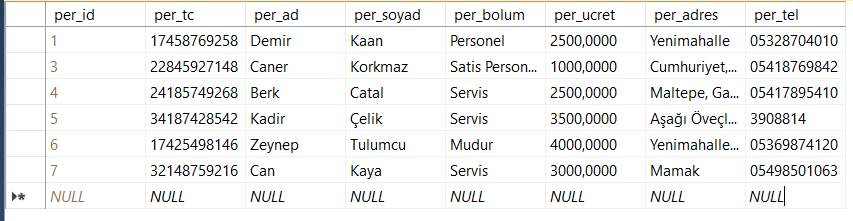 per_id per_tc per_ad per_soyad per_bolum per_ucret per_adres per_tel
1 17458769258 Demir Kaan Personel 2500,0000 Yenimahalle 05328704010
3 22845927148 Caner Korkmaz Satis Person... 1000,0000 Cumhuriyet,... 05418769842
4 24185749268 Berk Catal Servis 2500,0000 Maltepe, Ga... 05417895410
5 34187428542 Kadir Çelik Servis 3500,0000 Aşağı Öveçl... 3908814
6 17425498146 Zeynep Tulumcu Mudur 4000,0000 Yenimahalle... 05369874120
7 32148759216 Can Kaya Servis 3000,0000 Mamak 05498501063
NULL NULL NULL NULL NULL NULL NULL NULL